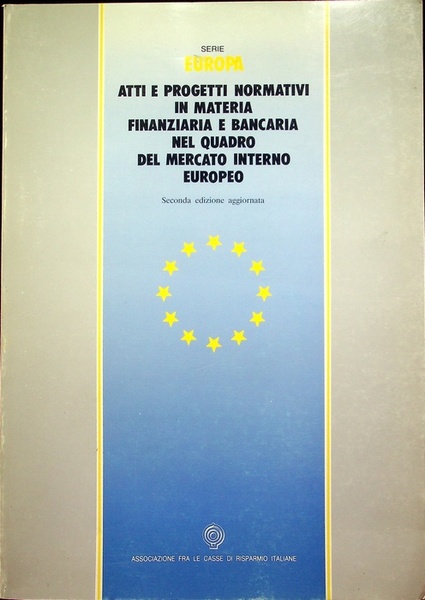 SERIE
EUROPA
ATTI E PROGETTI NORMATIVI
IN MATERIA
FINANZIARIA E BANCARIA
NEL QUADRO
DEL MERCATO INTERNO
EUROPEO
Seconda edizione aggiornata
ASSOCIAZIONE FRA LE CASSE DI RISPARMIO ITALIANE